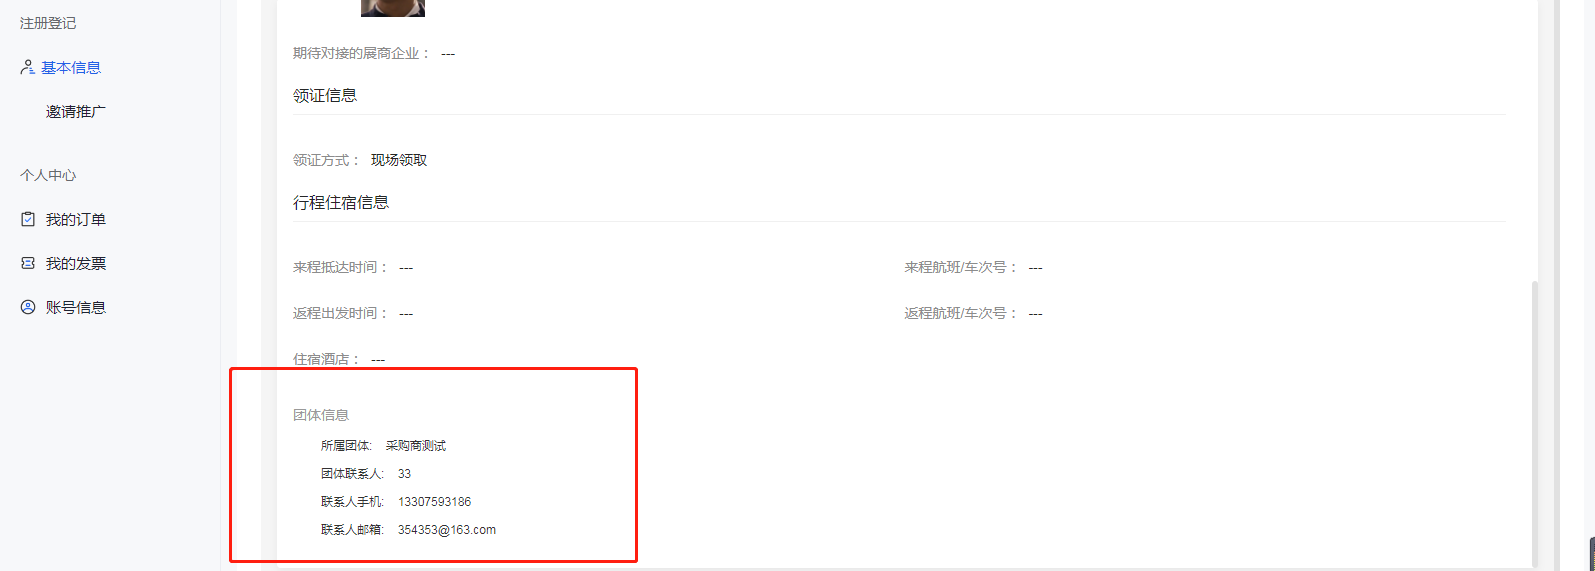 注册登记
基本信息
邀请推广
个人中心
我的订单
我的发票
账号信息
期待对接的展商企业： ---
领证信息
领证方式： 现场领取
行程住宿信息
来程抵达时间： --- 来程航班/车次号： ---
返程出发时间： --- 返程航班/车次号： ---
住宿酒店： ---
团体信息
所属团体: 采购商测试
团体联系人: 33
联系人手机: 13307593186
联系人邮箱: 354353@163.com